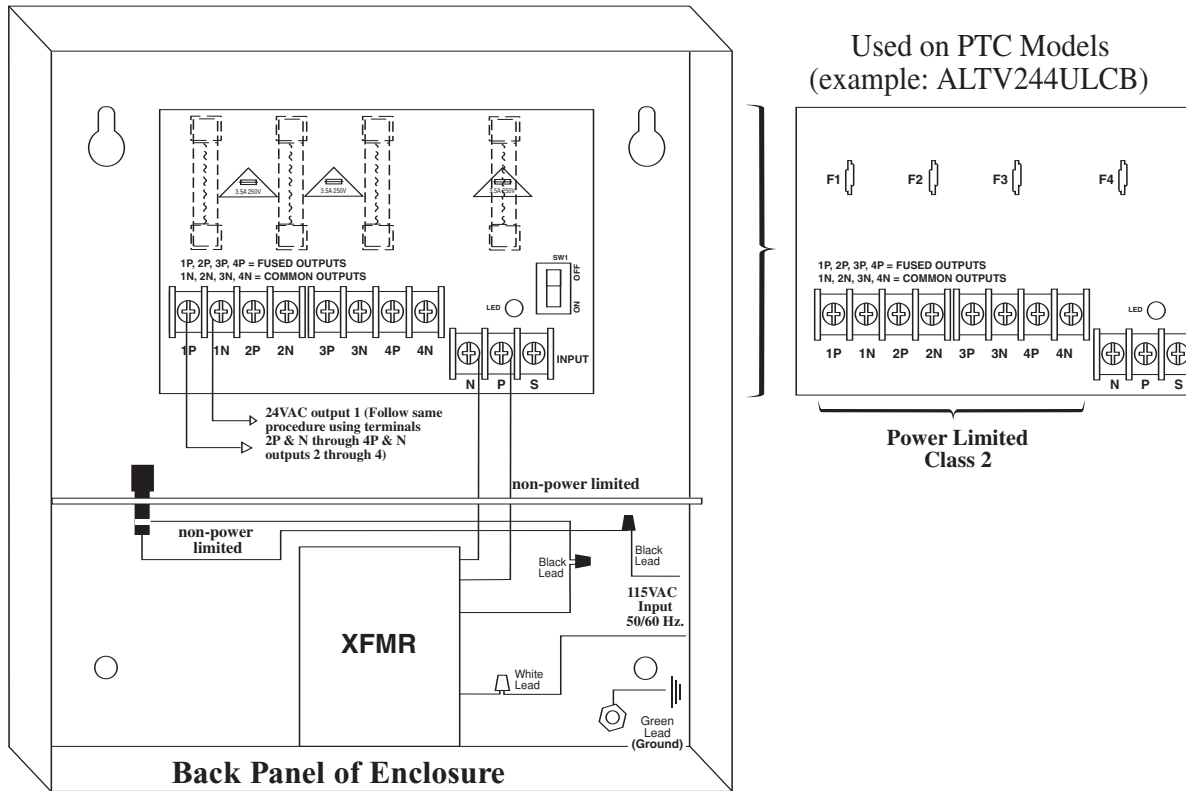 Used on PTC Models
(example: ALTV244ULCB)
3.5A 250V
3.5A 250V
3.5A 250V
1P, 2P, 3P, 4P = FUSED OUTPUTS
1N, 2N, 3N, 4N = COMMON OUTPUTS
SW1
OFF
ON
LED
1P 1N 2P 2N 3P 3N 4P 4N
INPUT
N P S
24VAC output 1 (Follow same
procedure using terminals
2P & N through 4P & N
outputs 2 through 4)
non-power limited
non-power
limited
Black
Lead
Black
Lead
115VAC
Input
50/60 Hz.
XFMR
White
Lead
Green
Lead
(Ground)
Back Panel of Enclosure
F1 F2 F3 F4
1P, 2P, 3P, 4P = FUSED OUTPUTS
1N, 2N, 3N, 4N = COMMON OUTPUTS
LED
1P 1N 2P 2N 3P 3N 4P 4N
N P S
Power Limited
Class 2